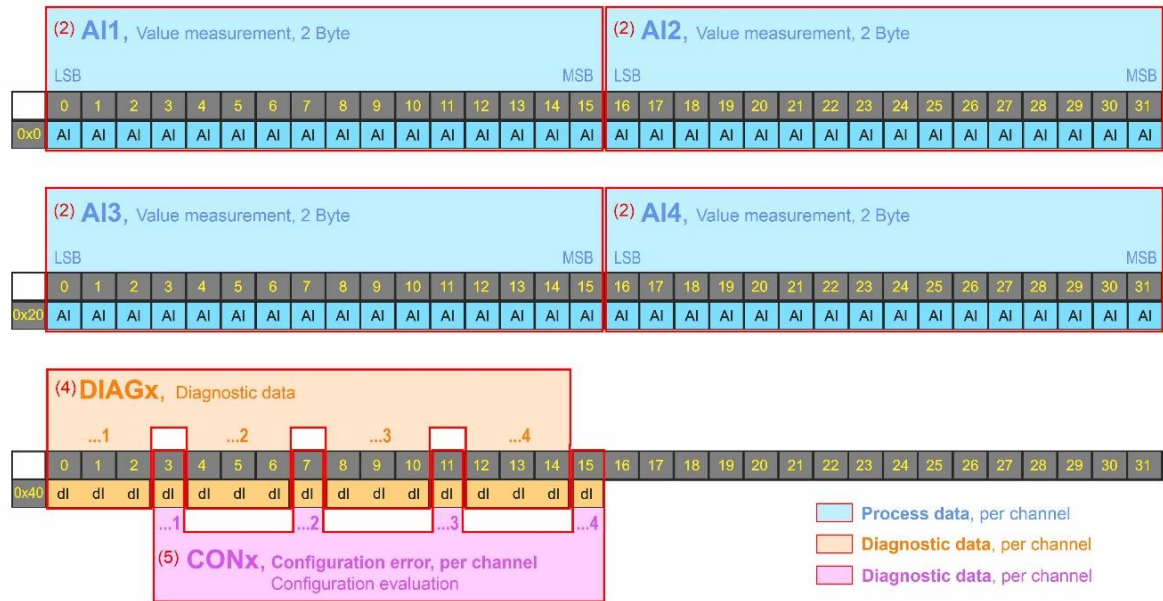 (2) AI1, Value measurement, 2 Byte (2) AI2, Value measurement, 2 Byte
LSB MSB LSB MSB
0 1 2 3 4 5 6 7 8 9 10 11 12 13 14 15 16 17 18 19 20 21 22 23 24 25 26 27 28 29 30 31
0x0 AI AI AI AI AI AI AI AI AI AI AI AI AI AI AI AI AI AI AI AI AI AI AI AI AI AI AI AI AI AI AI AI
(2) AI3, Value measurement, 2 Byte (2) AI4, Value measurement, 2 Byte
LSB MSB LSB MSB
0 1 2 3 4 5 6 7 8 9 10 11 12 13 14 15 16 17 18 19 20 21 22 23 24 25 26 27 28 29 30 31
0x20 AI AI AI AI AI AI AI AI AI AI AI AI AI AI AI AI AI AI AI AI AI AI AI AI AI AI AI AI AI AI AI AI
(4) DIAGx, Diagnostic data
...1 ...2 ...3 ...4
0 1 2 3 4 5 6 7 8 9 10 11 12 13 14 15 16 17 18 19 20 21 22 23 24 25 26 27 28 29 30 31
0x40 dI dI dI dI dI dI dI dI dI dI dI dI dI dI dI dI
...1 ...2 ...3 ...4
(5) CONx, Configuration error, per channel
Configuration evaluation
Process data, per channel
Diagnostic data, per channel
Diagnostic data, per channel